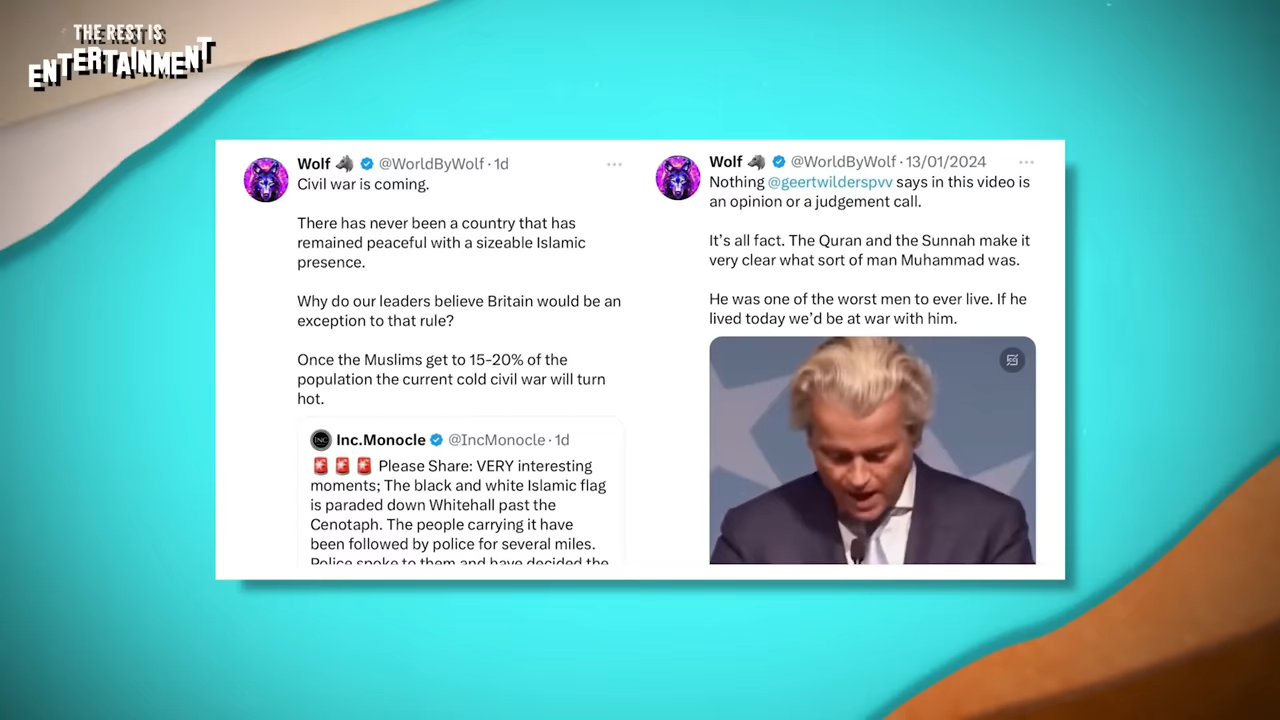 THE REST IS
ENTERTAINMENT
Wolf @WorldByWolf · 1d
Civil war is coming.
There has never been a country that has
remained peaceful with a sizeable Islamic
presence.
Why do our leaders believe Britain would be an
exception to that rule?
Once the Muslims get to 15-20% of the
population the current cold civil war will turn
hot.
INC Inc.Monocle @IncMonocle · 1d
🚨 🚨 🚨 Please Share: VERY interesting
moments; The black and white Islamic flag
is paraded down Whitehall past the
Cenotaph. The people carrying it have
been followed by police for several miles.
Police spoke to them and have decided the
Wolf @WorldByWolf · 13/01/2024
Nothing @geertwilderspvv says in this video is
an opinion or a judgement call.
It’s all fact. The Quran and the Sunnah make it
very clear what sort of man Muhammad was.
He was one of the worst men to ever live. If he
lived today we’d be at war with him.